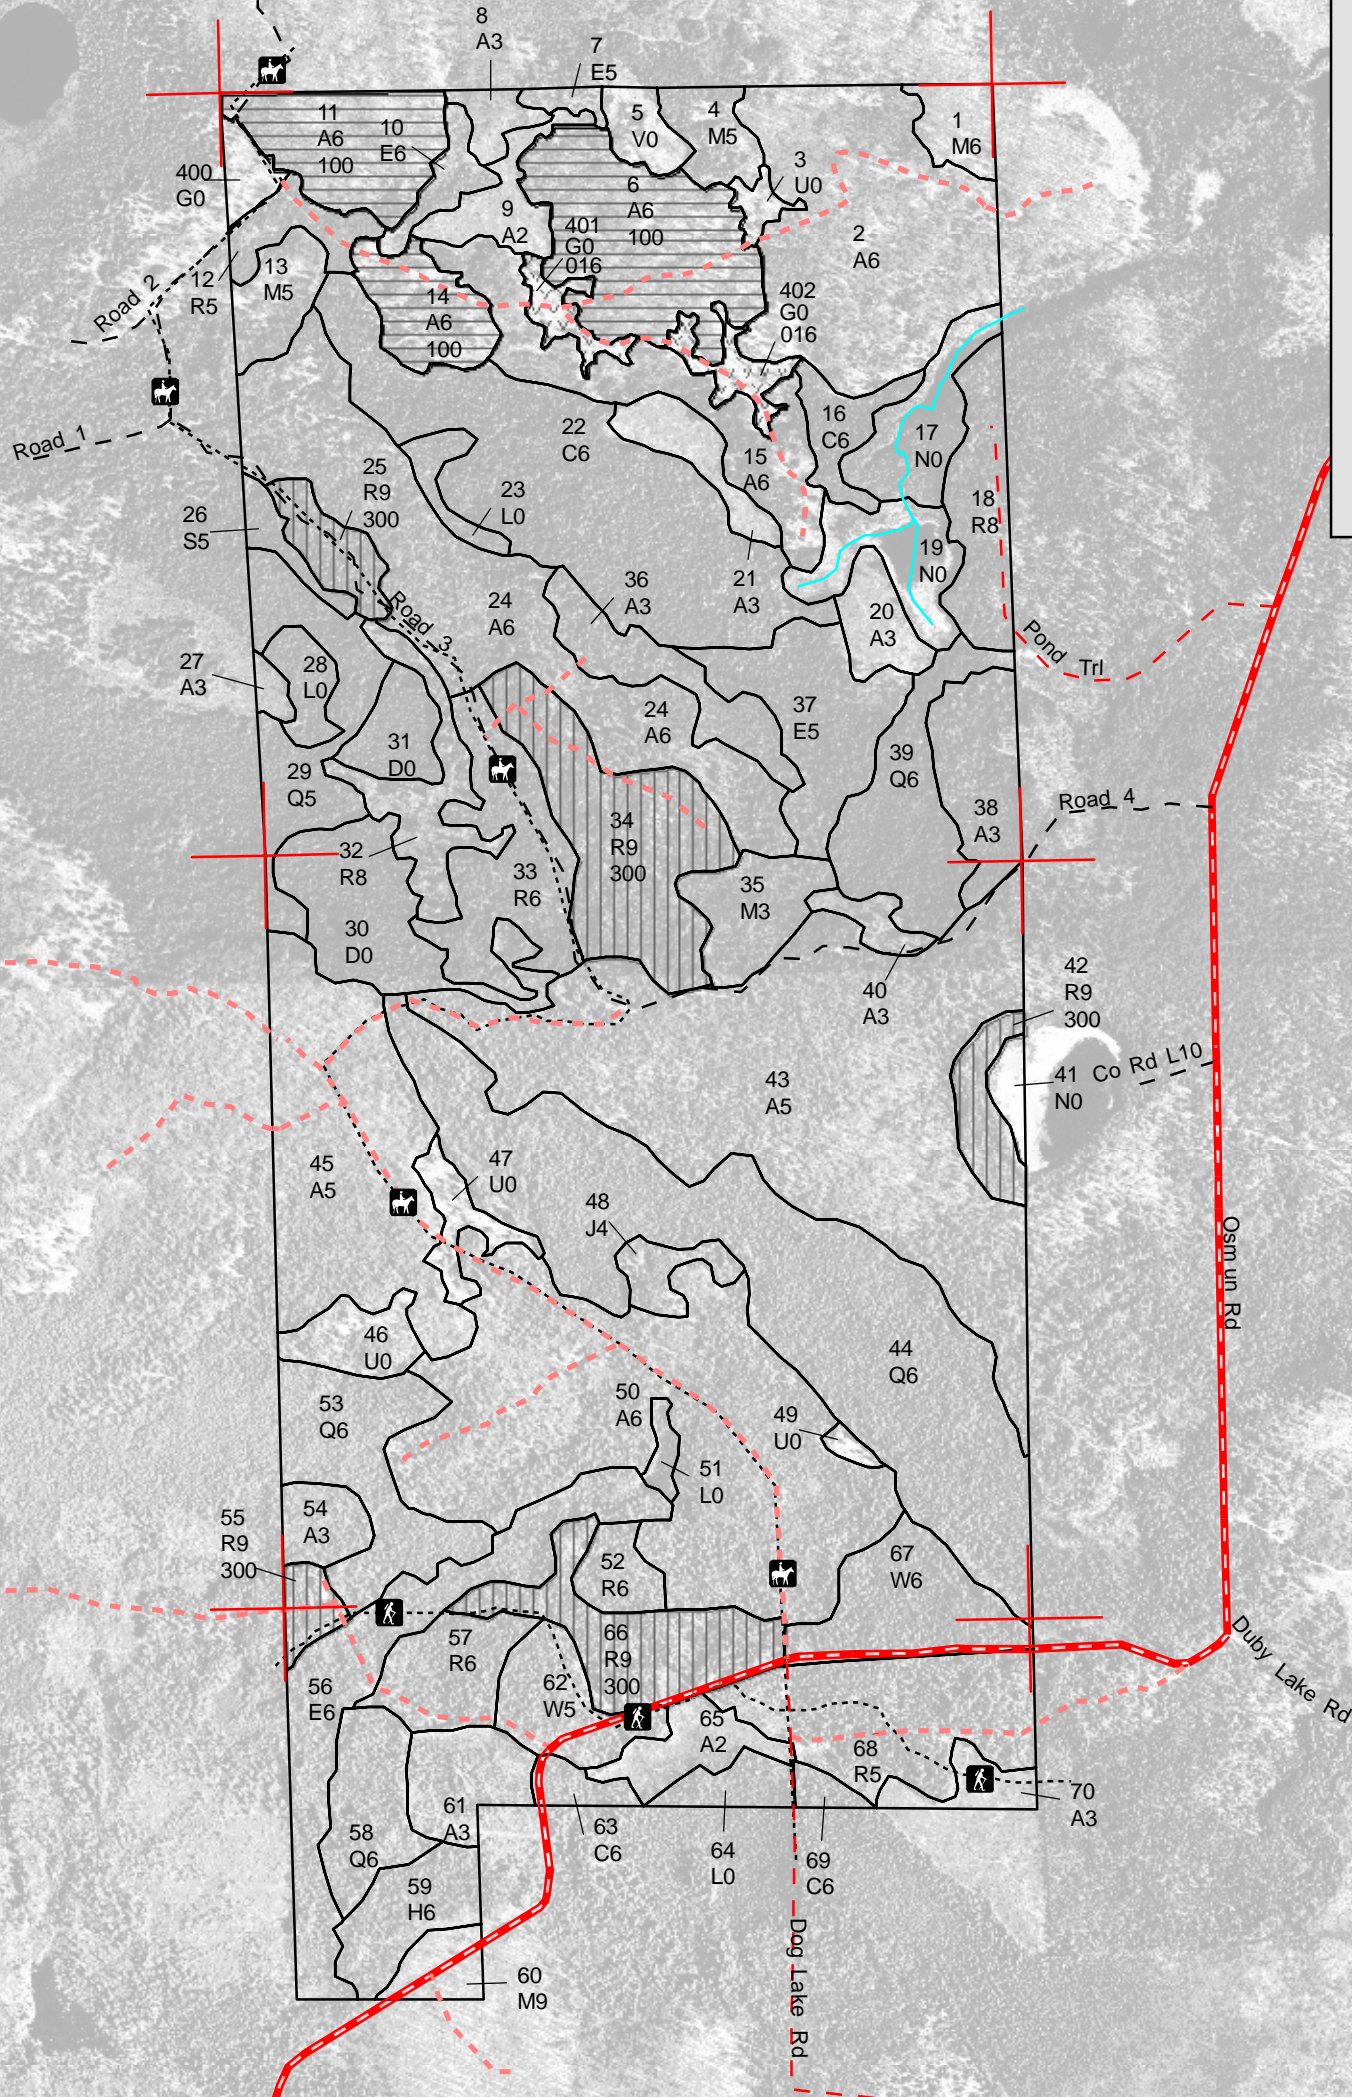 8
A3
7
E5
11
A6
100
10
E6
5
V0
4
M5
1
M6
400
G0
3
U0
6
A6
100
9
A2
401
G0
016
2
A6
12
R5
13
M5
Road 2
14
A6
100
402
G0
016
Road 1
22
C6
16
C6
17
N0
15
A6
25
R9
300
23
L0
18
R8
26
S5
19
N0
36
A3
21
A3
24
A6
20
A3
Road 3
Pond Trl
27
A3
28
L0
24
A6
37
E5
31
D0
39
Q6
29
Q5
Road 4
38
A3
34
R9
300
32
R8
33
R6
35
M3
30
D0
42
R9
300
40
A3
Co Rd L10
41
N0
43
A5
45
A5
47
U0
48
J4
Osmun Rd
46
U0
44
Q6
50
A6
53
Q6
49
U0
51
L0
54
A3
55
R9
300
52
R6
67
W6
57
R6
66
R9
300
Duby Lake Rd
56
E6
62
W5
65
A2
68
R5
70
A3
61
A3
63
C6
58
Q6
64
L0
69
C6
59
H6
Dog Lake Rd
60
M9